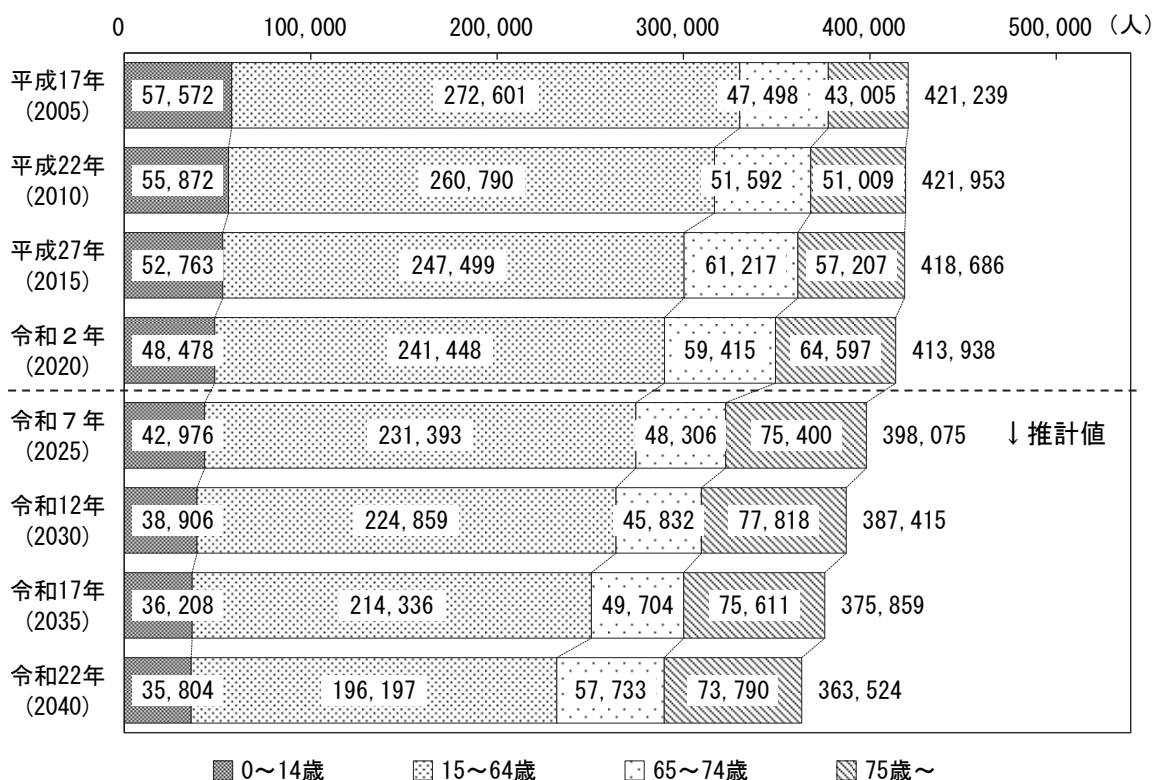 0 100,000 200,000 300,000 400,000 500,000 (人)
平成17年 57,572 272,601 47,498 43,005 421,239
(2005)
平成22年 55,872 260,790 51,592 51,009 421,953
(2010)
平成27年 52,763 247,499 61,217 57,207 418,686
(2015)
令和2年 48,478 241,448 59,415 64,597 413,938
(2020)
令和7年 42,976 231,393 48,306 75,400 398,075 ↓推計値
(2025)
令和12年 38,906 224,859 45,832 77,818 387,415
(2030)
令和17年 36,208 214,336 49,704 75,611 375,859
(2035)
令和22年 35,804 196,197 57,733 73,790 363,524
(2040)
0～14歳 15～64歳 65～74歳 75歳～